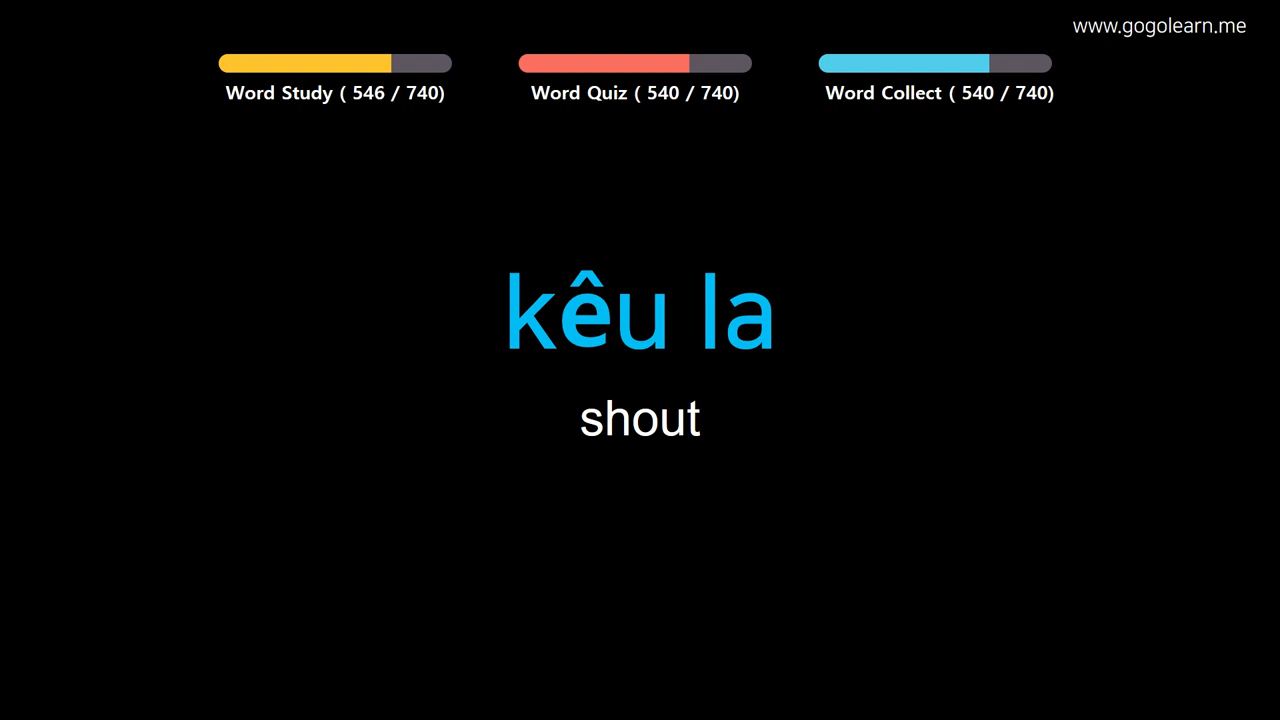 www.gogolearn.me
Word Study ( 546 / 740)
Word Quiz ( 540 / 740)
Word Collect ( 540 / 740)
kêu la
shout